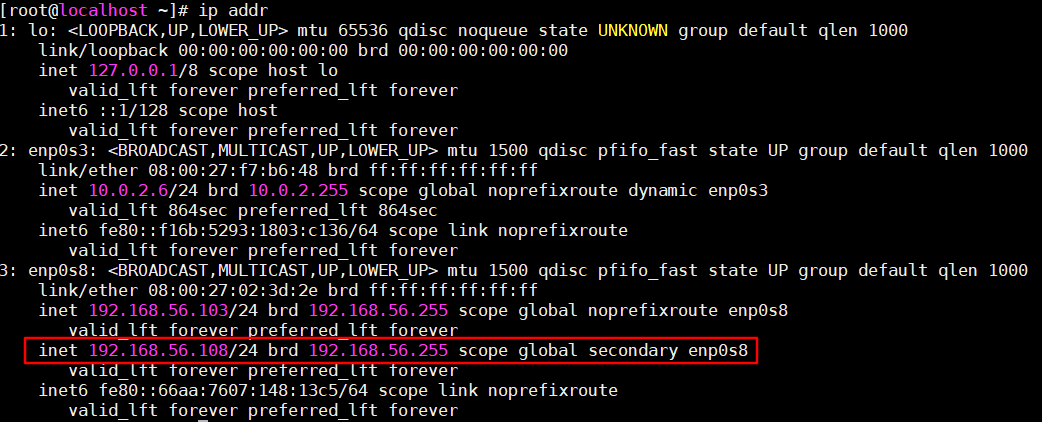 [root@localhost ~]# ip addr
1: lo: <LOOPBACK,UP,LOWER_UP> mtu 65536 qdisc noqueue state UNKNOWN group default qlen 1000
    link/loopback 00:00:00:00:00:00 brd 00:00:00:00:00:00
    inet 127.0.0.1/8 scope host lo
       valid_lft forever preferred_lft forever
    inet6 ::1/128 scope host
       valid_lft forever preferred_lft forever
2: enp0s3: <BROADCAST,MULTICAST,UP,LOWER_UP> mtu 1500 qdisc pfifo_fast state UP group default qlen 1000
    link/ether 08:00:27:f7:b6:48 brd ff:ff:ff:ff:ff:ff
    inet 10.0.2.6/24 brd 10.0.2.255 scope global noprefixroute dynamic enp0s3
       valid_lft 864sec preferred_lft 864sec
    inet6 fe80::f16b:5293:1803:c136/64 scope link noprefixroute
       valid_lft forever preferred_lft forever
3: enp0s8: <BROADCAST,MULTICAST,UP,LOWER_UP> mtu 1500 qdisc pfifo_fast state UP group default qlen 1000
    link/ether 08:00:27:02:3d:2e brd ff:ff:ff:ff:ff:ff
    inet 192.168.56.103/24 brd 192.168.56.255 scope global noprefixroute enp0s8
       valid_lft forever preferred_lft forever
    inet 192.168.56.108/24 brd 192.168.56.255 scope global secondary enp0s8
       valid_lft forever preferred_lft forever
    inet6 fe80::66aa:7607:148:13c5/64 scope link noprefixroute
       valid_lft forever preferred_lft forever